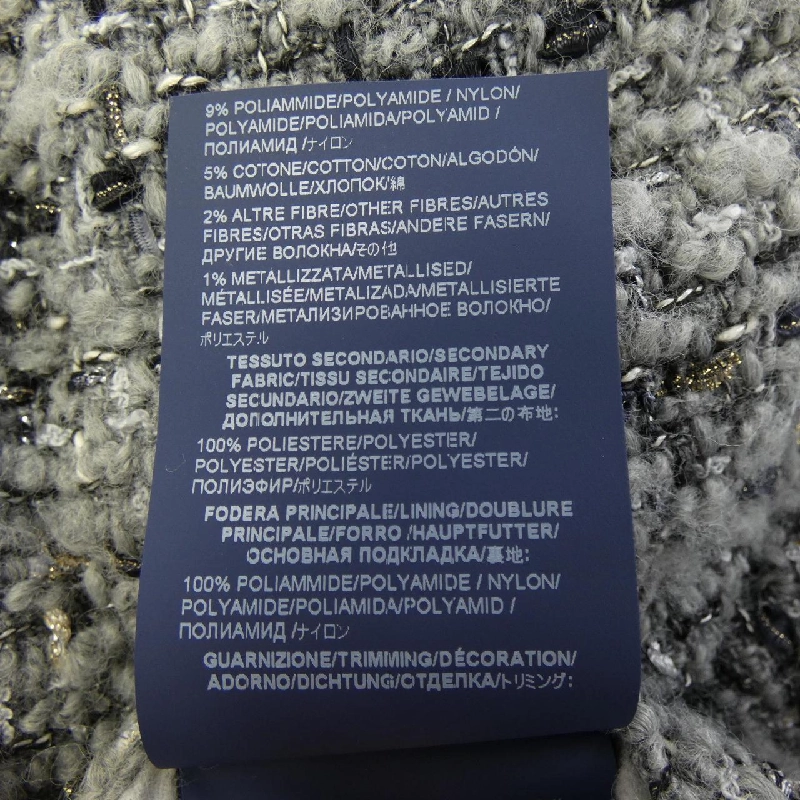 9% POLIAMMIDE/POLYAMIDE / NYLON/
POLYAMIDE/POLIAMIDA/POLYAMID /
ПОЛИАМИД /ナイロン
5% COTONE/COTTON/COTON/ALGODÓN/
BAUMWOLLE/ХЛОПОК/綿
2% ALTRE FIBRE/OTHER FIBRES/AUTRES
FIBRES/OTRAS FIBRAS/ANDERE FASERN/
ДРУГИЕ ВОЛОКНА/その他
1% METALLIZZATA/METALLISED/
MÉTALLISÉE/METALIZADA/METALLISIERTE
FASER/МЕТАЛИЗИРОВАННОЕ ВОЛОКНО/
ポリエステル
TESSUTO SECONDARIO/SECONDARY
FABRIC/TISSU SECONDAIRE/TEJIDO
SECUNDARIO/ZWEITE GEWEBELAGE/
ДОПОЛНИТЕЛЬНАЯ ТКАНЬ/第二の布地:
100% POLIESTERE/POLYESTER/
POLYESTER/POLIÉSTER/POLYESTER/
ПОЛИЭФИР/ポリエステル
FODERA PRINCIPALE/LINING/DOUBLURE
PRINCIPALE/FORRO /HAUPTFUTTER/
ОСНОВНАЯ ПОДКЛАДКА/裏地:
100% POLIAMMIDE/POLYAMIDE / NYLON/
POLYAMIDE/POLIAMIDA/POLYAMID /
ПОЛИАМИД /ナイロン
GUARNIZIONE/TRIMMING/DÉCORATION/
ADORNO/DICHTUNG/ОТДЕЛКА/トリミング: